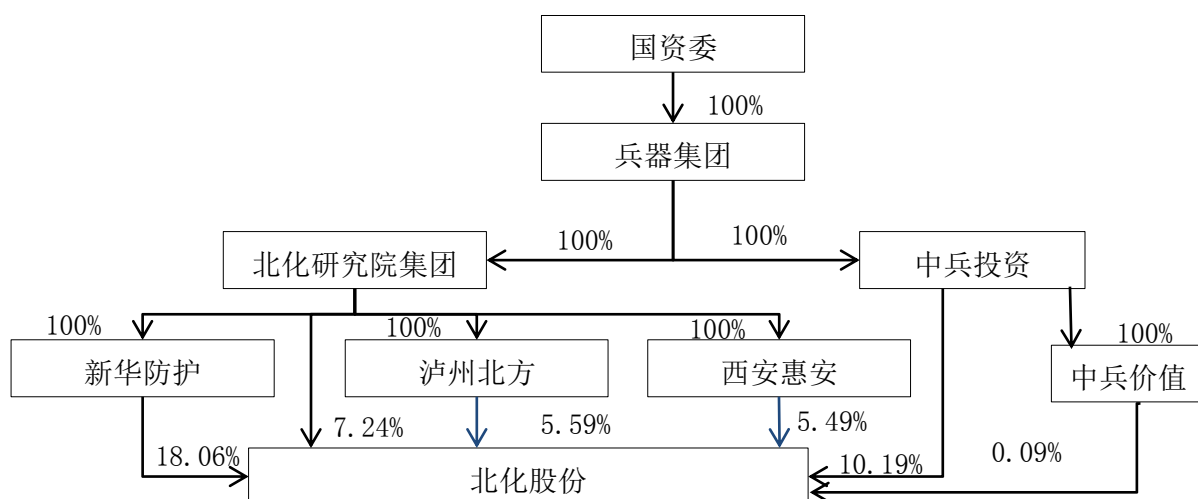 国资委
100%
兵器集团
100%
100%
北化研究院集团
中兵投资
100%
100%
100%
100%
新华防护
泸州北方
西安惠安
中兵价值
7.24%
5.59%
5.49%
18.06%
10.19%
0.09%
北化股份